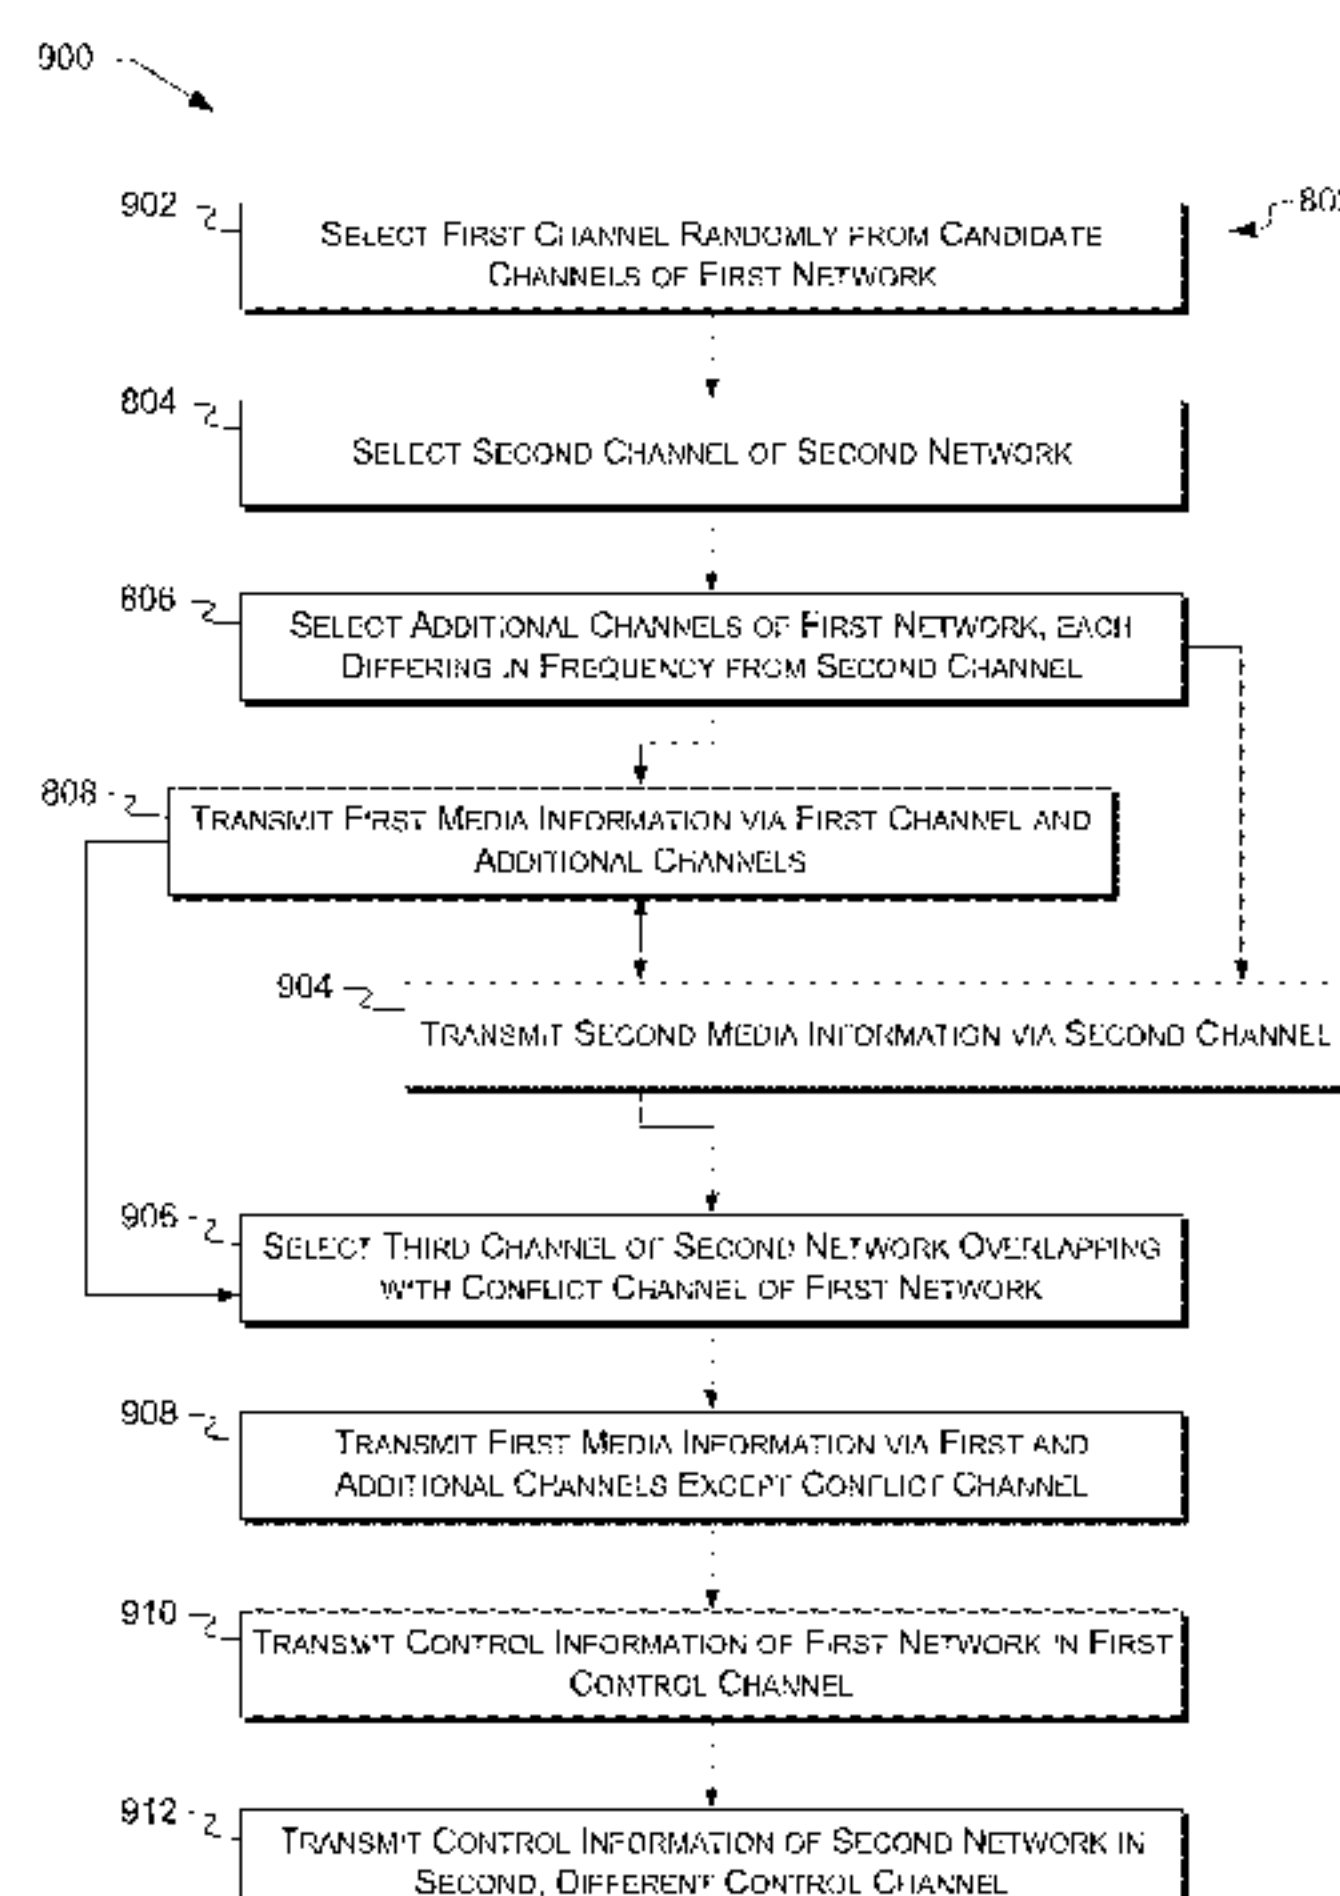 900
902
SELECT FIRST CHANNEL RANDOMLY FROM CANDIDATE
CHANNELS OF FIRST NETWORK
804
SELECT SECOND CHANNEL OF SECOND NETWORK
806
SELECT ADDITIONAL CHANNELS OF FIRST NETWORK, EACH
DIFFERING IN FREQUENCY FROM SECOND CHANNEL
808
TRANSMIT FIRST MEDIA INFORMATION VIA FIRST CHANNEL AND
ADDITIONAL CHANNELS
904
TRANSMIT SECOND MEDIA INFORMATION VIA SECOND CHANNEL
906
SELECT THIRD CHANNEL OF SECOND NETWORK OVERLAPPING
WITH CONFLICT CHANNEL OF FIRST NETWORK
908
TRANSMIT FIRST MEDIA INFORMATION VIA FIRST AND
ADDITIONAL CHANNELS EXCEPT CONFLICT CHANNEL
910
TRANSMIT CONTROL INFORMATION OF FIRST NETWORK IN FIRST
CONTROL CHANNEL
912
TRANSMIT CONTROL INFORMATION OF SECOND NETWORK IN
SECOND, DIFFERENT CONTROL CHANNEL